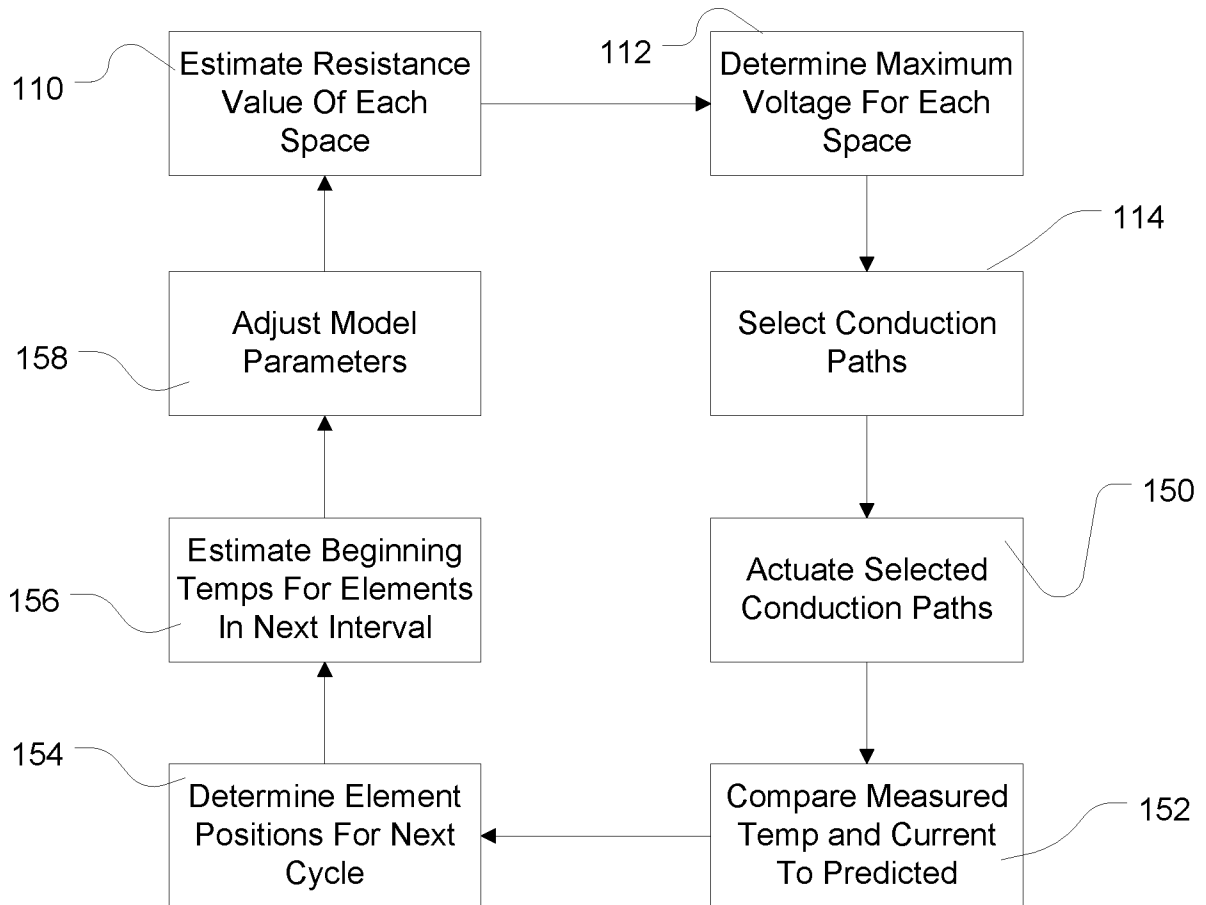 110
Estimate Resistance
Value Of Each
Space
112
Determine Maximum
Voltage For Each
Space
114
Select Conduction
Paths
150
Actuate Selected
Conduction Paths
152
Compare Measured
Temp and Current
To Predicted
154
Determine Element
Positions For Next
Cycle
156
Estimate Beginning
Temps For Elements
In Next Interval
158
Adjust Model
Parameters